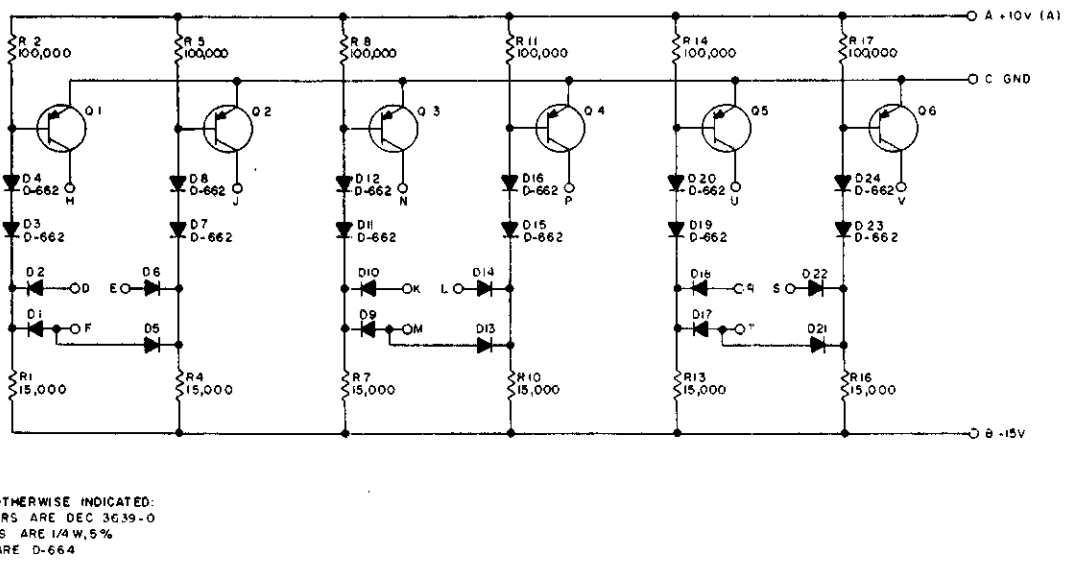 A +10V (A)
R 2
100,000
R 5
100,000
R 8
100,000
R 11
100,000
R 14
100,000
R 17
100,000
C GND
Q 1
Q 2
Q 3
Q 4
Q5
Q6
D4
D-662
H
D8
D-662
J
D12
D-662
N
D16
D-662
P
D20
D-662
U
D24
D-662
V
D3
D-662
D7
D-662
D11
D-662
D15
D-662
D19
D-662
D23
D-662
D2
D
E
D6
D10
K
L
D14
D18
R
S
D22
D1
F
D5
D9
M
D13
D17
T
D21
R1
15,000
R4
15,000
R7
15,000
R10
15,000
R13
15,000
R16
15,000
B -15V
OTHERWISE INDICATED:
RS ARE DEC 3639-0
S ARE 1/4 W, 5%
ARE D-664